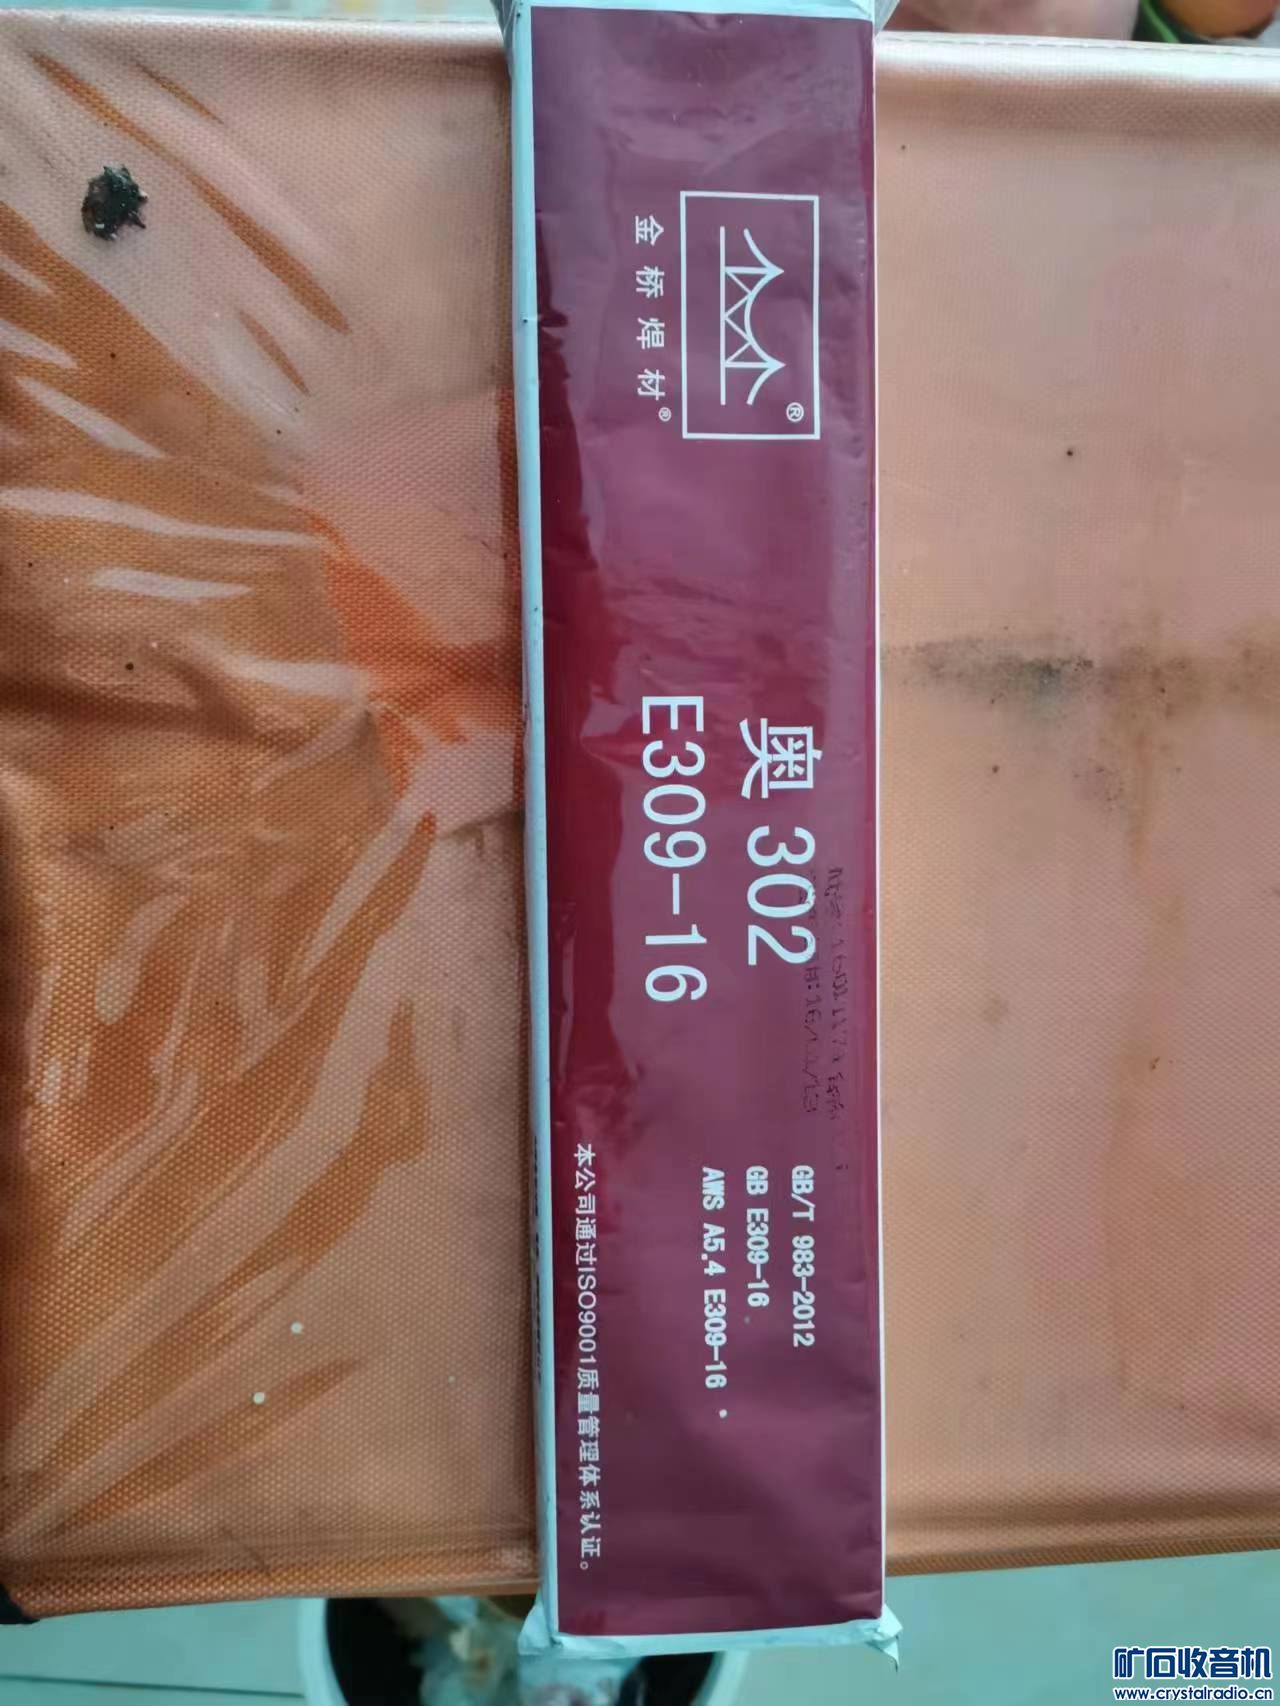 金桥焊材®
®
奥302
E309-16
GB/T 983-2012
GB E309-16
AWS A5.4 E309-16
本公司通过ISO9001质量管理体系认证。
矿石收音机
www.crystalradio.cn